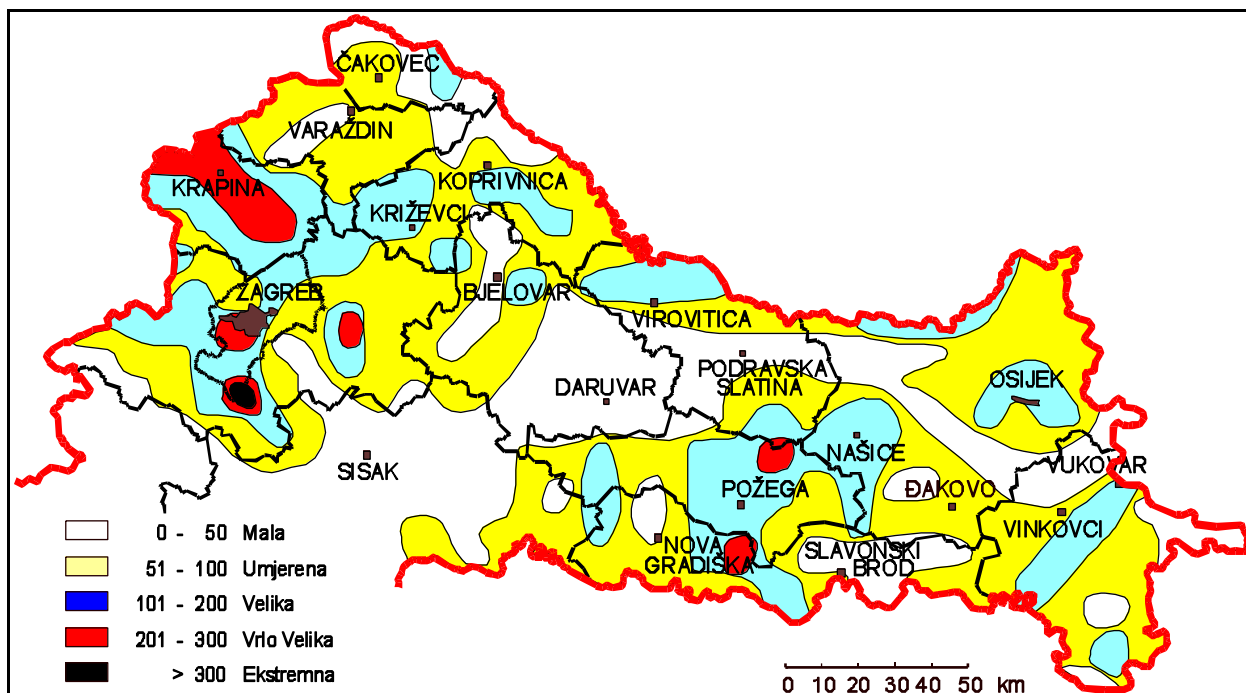 ČAKOVEC
VARAŽDIN
KRAPINA
KOPRIVNICA
KRIŽEVCI
ZAGREB
BJELOVAR
VIROVITICA
PODRAVSKA
SLATINA
DARUVAR
OSIJEK
SISAK
NAŠICE
VUKOVAR
POŽEGA
ĐAKOVO
VINKOVCI
NOVA
GRADIŠKA
SLAVONSKI
BROD
0 - 50 Mala
51 - 100 Umjerena
101 - 200 Velika
201 - 300 Vrlo Velika
> 300 Ekstremna
0 10 20 30 40 50 km